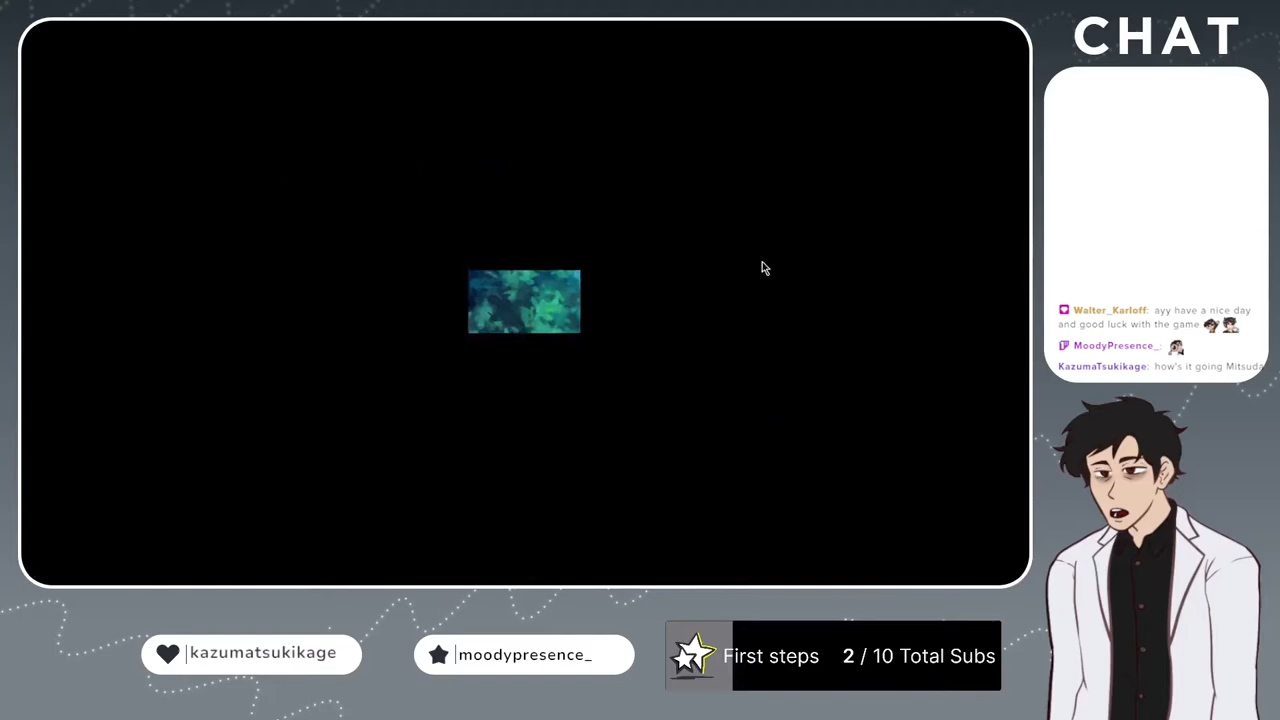 CHAT
Walter_Karloff: ayy have a nice day
and good luck with the game
MoodyPresence_:
KazumaTsukikage: how's it going Mitsuda
kazumatsukikage
moodypresence_
First steps 2 / 10 Total Subs